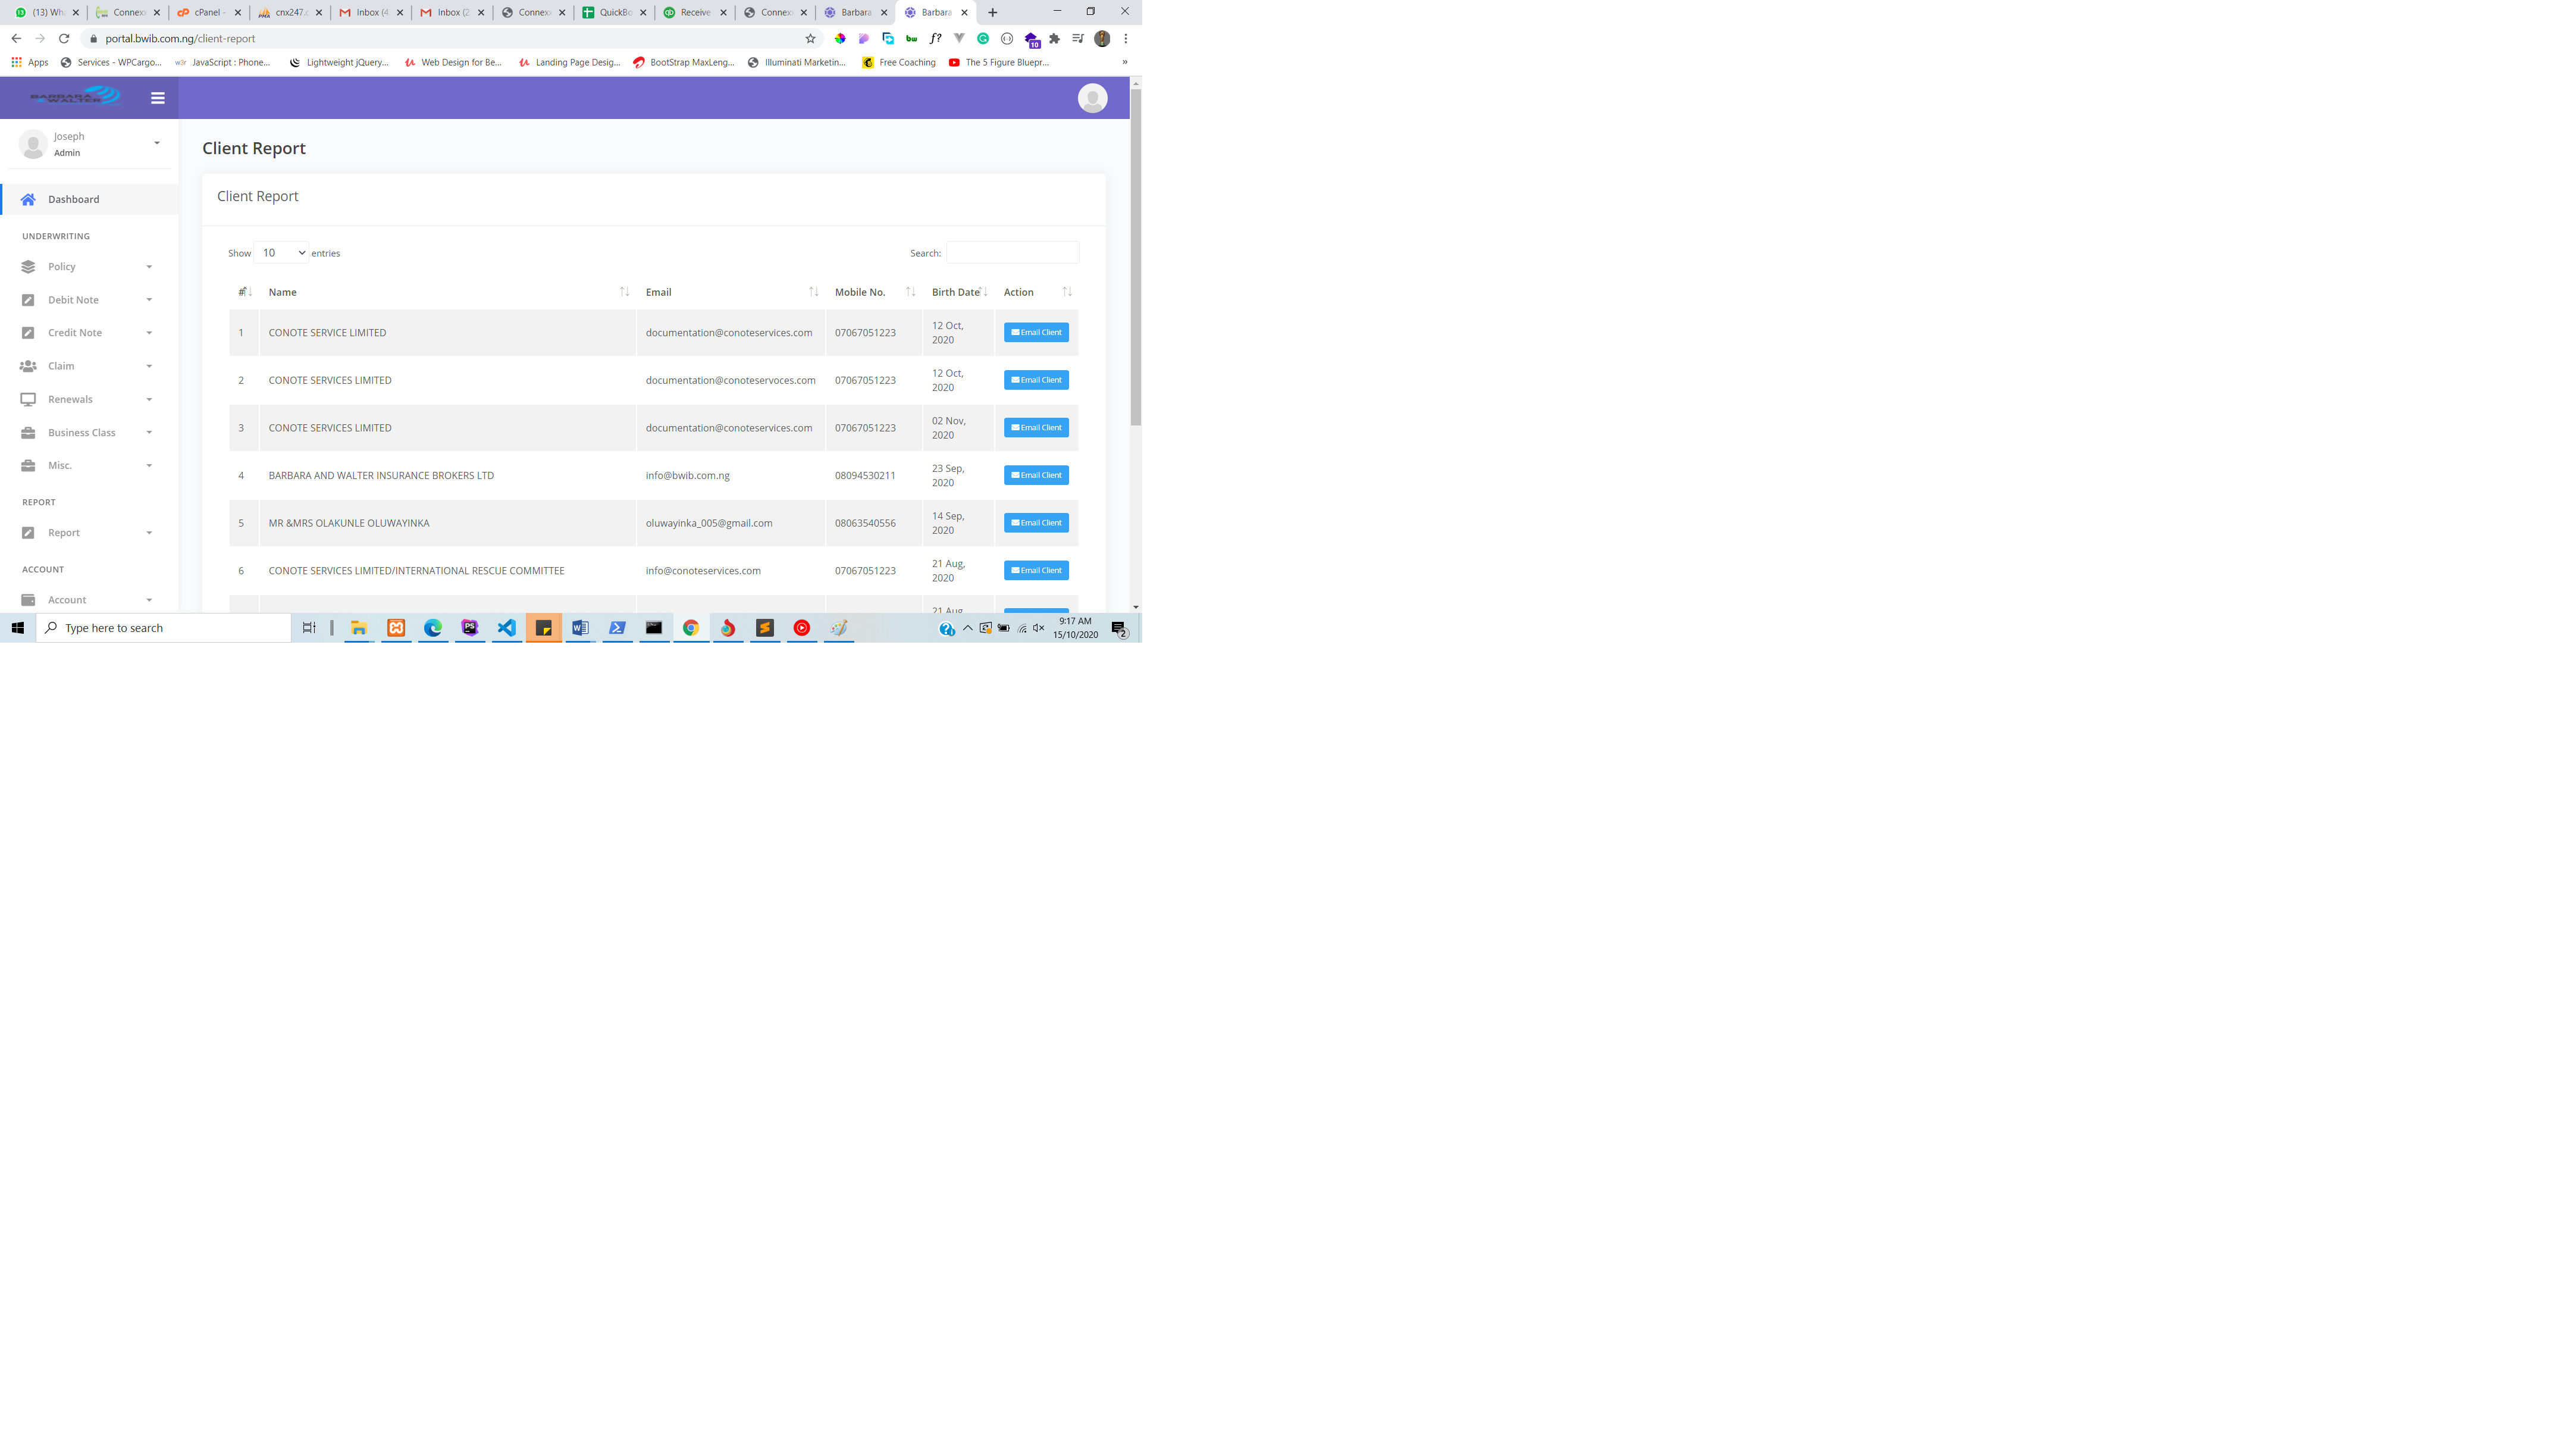 (13) Wh
Connex
cPanel -
cnx247.
Inbox (4
Inbox (2
Connex
QuickBo
Receive
Connex
Barbara
Barbara
portal.bwib.com.ng/client-report
10
Apps
Services - WPCargo...
w3r JavaScript : Phone...
Lightweight jQuery...
Web Design for Be...
Landing Page Desig...
BootStrap MaxLeng...
Illuminati Marketin...
Free Coaching
The 5 Figure Bluepr...
»
BARBARA
WALTER
Joseph
Admin
Client Report
Client Report
Dashboard
UNDERWRITING
Policy
Debit Note
Credit Note
Claim
Renewals
Business Class
Misc.
REPORT
Report
ACCOUNT
Account
Show 10 entries
Search:
# Name Email Mobile No. Birth Date Action
1 CONOTE SERVICE LIMITED documentation@conoteservices.com 07067051223 12 Oct, 2020 Email Client
2 CONOTE SERVICES LIMITED documentation@conoteservoces.com 07067051223 12 Oct, 2020 Email Client
3 CONOTE SERVICES LIMITED documentation@conoteservices.com 07067051223 02 Nov, 2020 Email Client
4 BARBARA AND WALTER INSURANCE BROKERS LTD info@bwib.com.ng 08094530211 23 Sep, 2020 Email Client
5 MR &MRS OLAKUNLE OLUWAYINKA oluwayinka_005@gmail.com 08063540556 14 Sep, 2020 Email Client
6 CONOTE SERVICES LIMITED/INTERNATIONAL RESCUE COMMITTEE info@conoteservices.com 07067051223 21 Aug, 2020 Email Client
21 Aug,
Type here to search
9:17 AM
15/10/2020
2